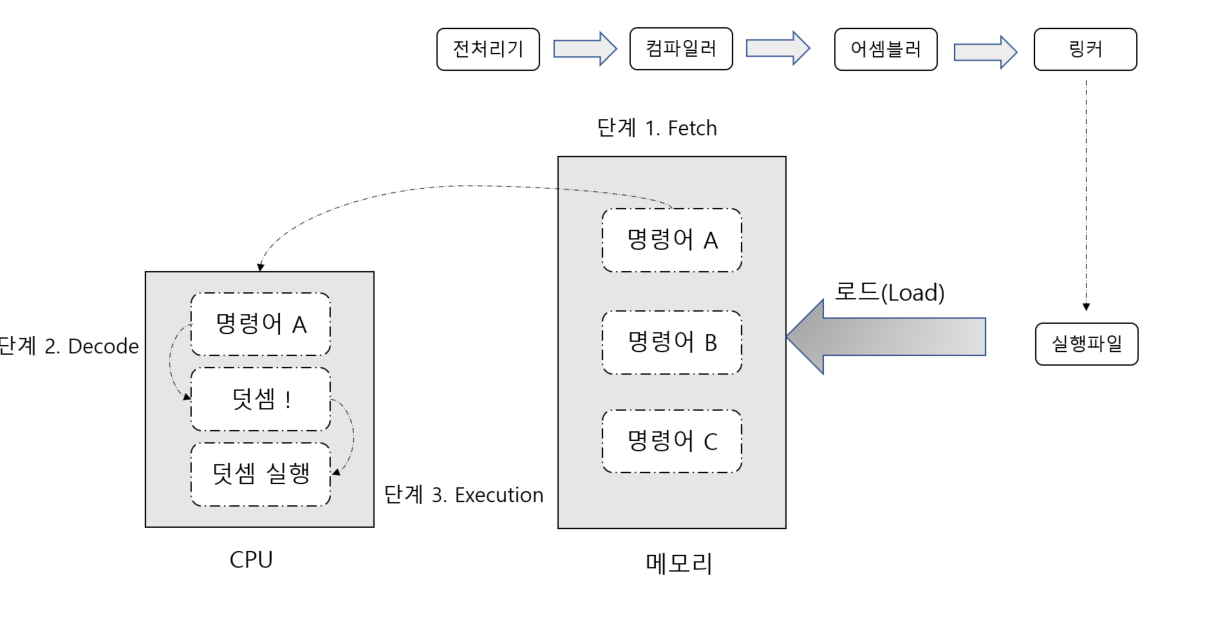 전처리기
컴파일러
어셈블러
링커
단계 1. Fetch
명령어 A
명령어 B
명령어 C
메모리
로드(Load)
실행파일
명령어 A
단계 2. Decode
덧셈 !
덧셈 실행
단계 3. Execution
CPU